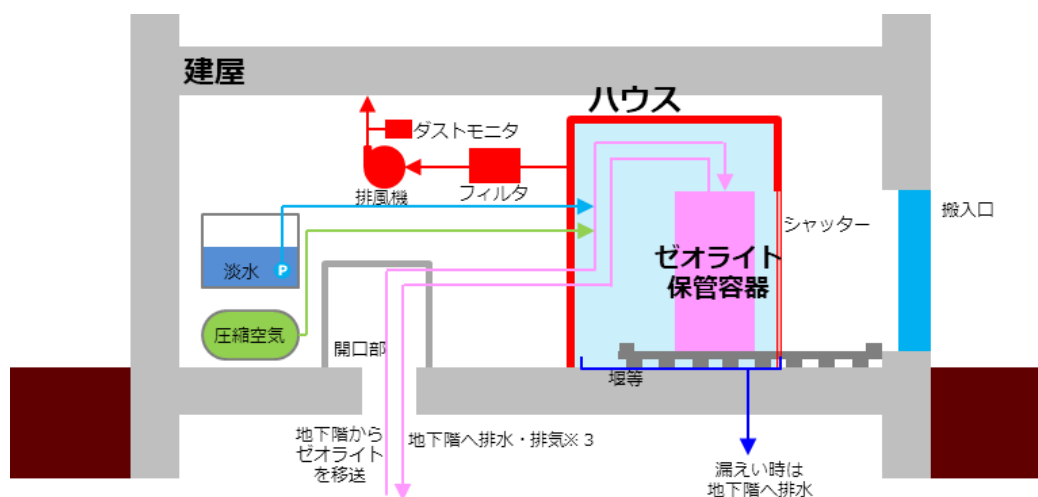 建屋
ハウス
ダストモニタ
排風機
フィルタ
シャッター
搬入口
淡水
P
ゼオライト
保管容器
圧縮空気
開口部
堰等
地下階から
ゼオライト
を移送
地下階へ排水・排気※3
漏えい時は
地下階へ排水